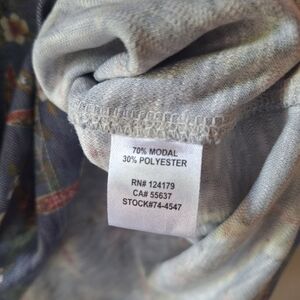 70% MODAL
30% POLYESTER
RN# 124179
CA# 55637
STOCK#74-4547